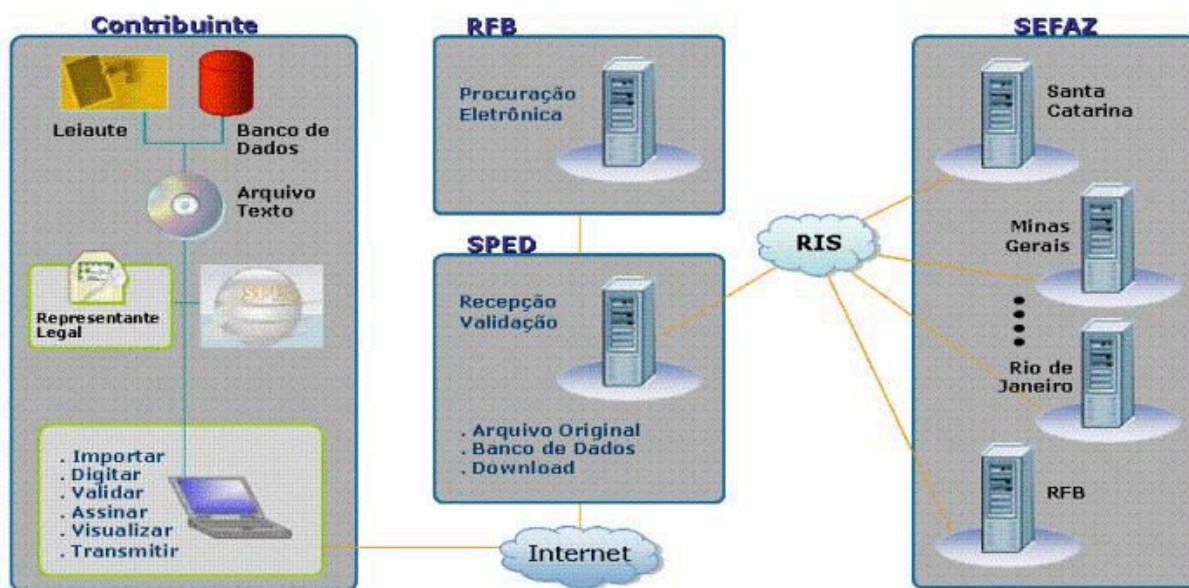 Contribuinte
Leiaute
Banco de
Dados
Arquivo
Texto
Representante
Legal
. Importar
. Digitar
. Validar
. Assinar
. Visualizar
. Transmitir
RFB
Procuração
Eletrônica
SPED
Recepção
Validação
. Arquivo Original
. Banco de Dados
. Download
Internet
RIS
SEFAZ
Santa
Catarina
Minas
Gerais
Rio de
Janeiro
RFB